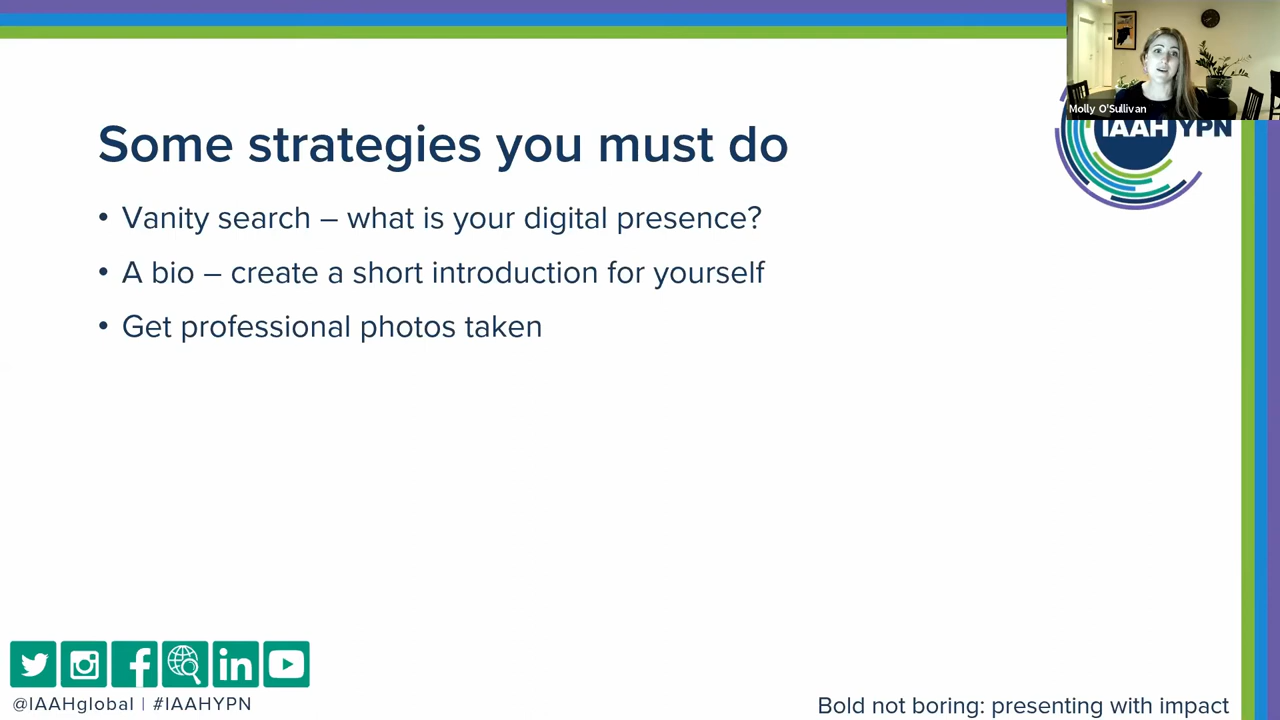 Molly O'Sullivan
IAAH YPN
Some strategies you must do
• Vanity search – what is your digital presence?
• A bio – create a short introduction for yourself
• Get professional photos taken
@IAAHglobal | #IAAHYPN
Bold not boring: presenting with impact